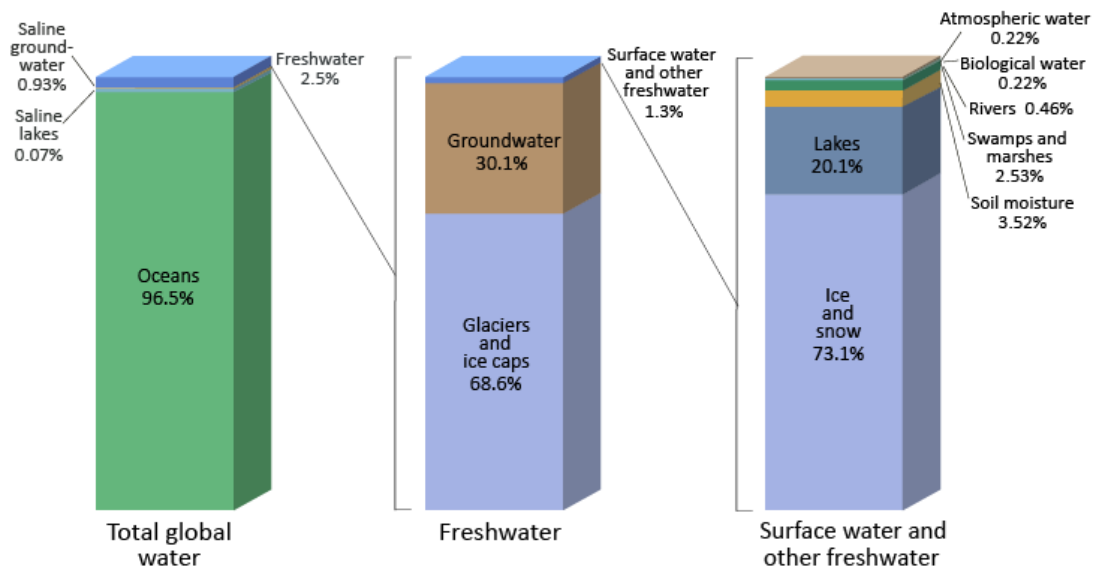 Saline
ground-
water
0.93%
Saline
lakes
0.07%
Freshwater
2.5%
Oceans
96.5%
Total global
water
Surface water
and other
freshwater
1.3%
Groundwater
30.1%
Glaciers
and
ice caps
68.6%
Freshwater
Atmospheric water
0.22%
Biological water
0.22%
Rivers 0.46%
Swamps and
marshes
2.53%
Soil moisture
3.52%
Lakes
20.1%
Ice
and
snow
73.1%
Surface water and
other freshwater